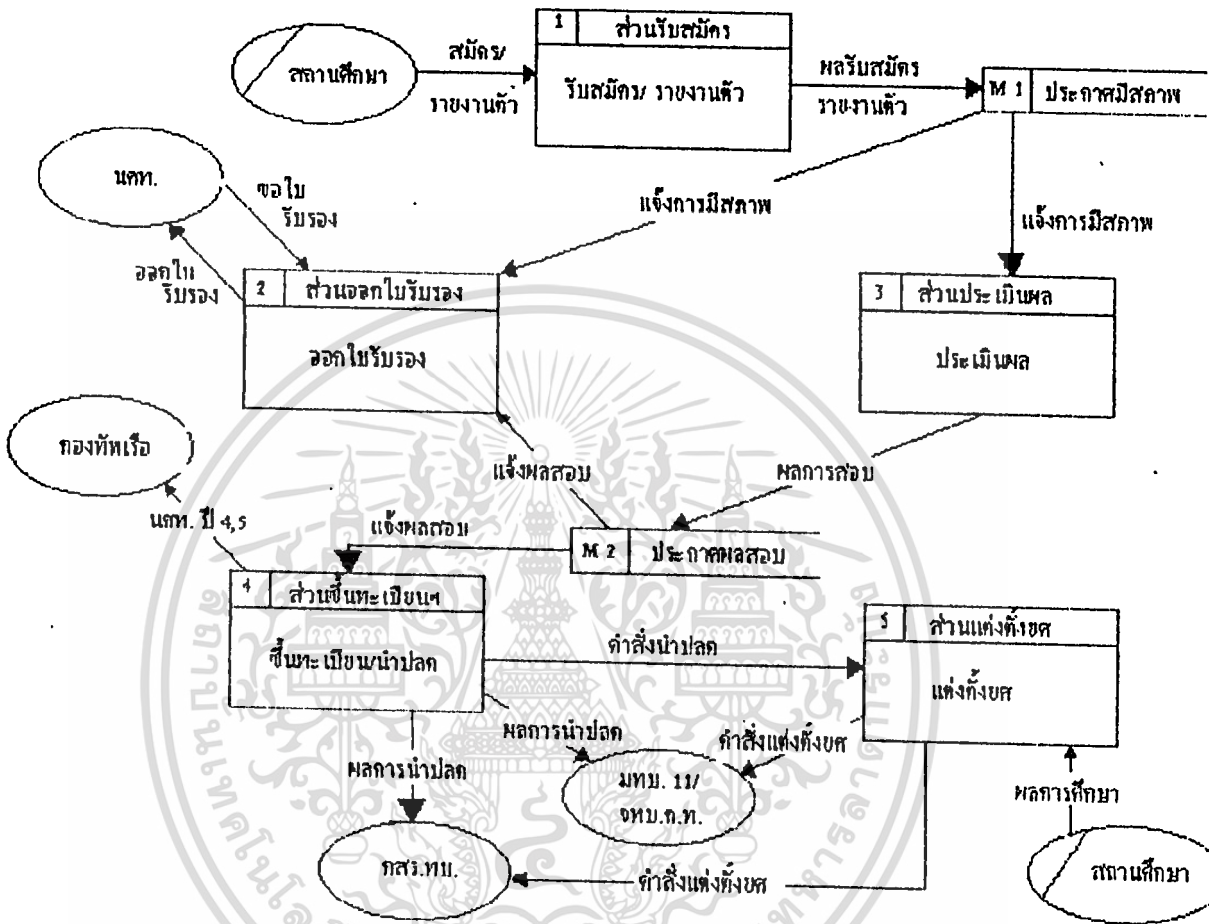 1 ส่วนรับสมัคร
สถานศึกษา
สมัคร/
รายงานตัว
รับสมัคร/ รายงานตัว
ผลรับสมัคร
รายงานตัว
M 1 ประกาศมีสภาพ
นศท.
ขอใบ
รับรอง
แจ้งการมีสภาพ
แจ้งการมีสภาพ
ออกใบ
รับรอง
2 ส่วนออกใบรับรอง
ออกใบรับรอง
3 ส่วนประเมินผล
ประเมินผล
กองทัพเรือ
แจ้งผลสอบ
ผลการสอบ
นศท. ปี 4,5
แจ้งผลสอบ
M 2 ประกาศผลสอบ
4 ส่วนขึ้นทะเบียนฯ
ขึ้นทะเบียน/นำปลด
คำสั่งนำปลด
5 ส่วนแต่งตั้งยศ
แต่งตั้งยศ
ผลการนำปลด
คำสั่งแต่งตั้งยศ
ผลการนำปลด
มทบ. 11/
จทบ.ก.ท.
ผลการศึกษา
กสร.ทบ.
คำสั่งแต่งตั้งยศ
สถานศึกษา